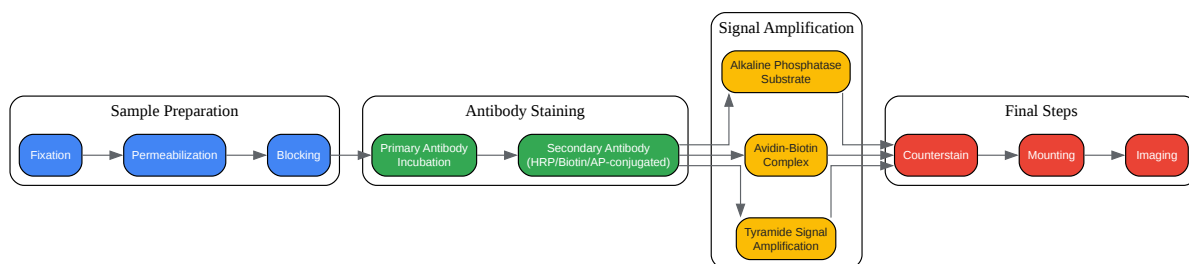 Sample Preparation
Fixation
Permeabilization
Blocking
Antibody Staining
Primary Antibody
Incubation
Secondary Antibody
(HRP/Biotin/AP-conjugated)
Signal Amplification
Alkaline Phosphatase
Substrate
Avidin-Biotin
Complex
Tyramide Signal
Amplification
Final Steps
Counterstain
Mounting
Imaging